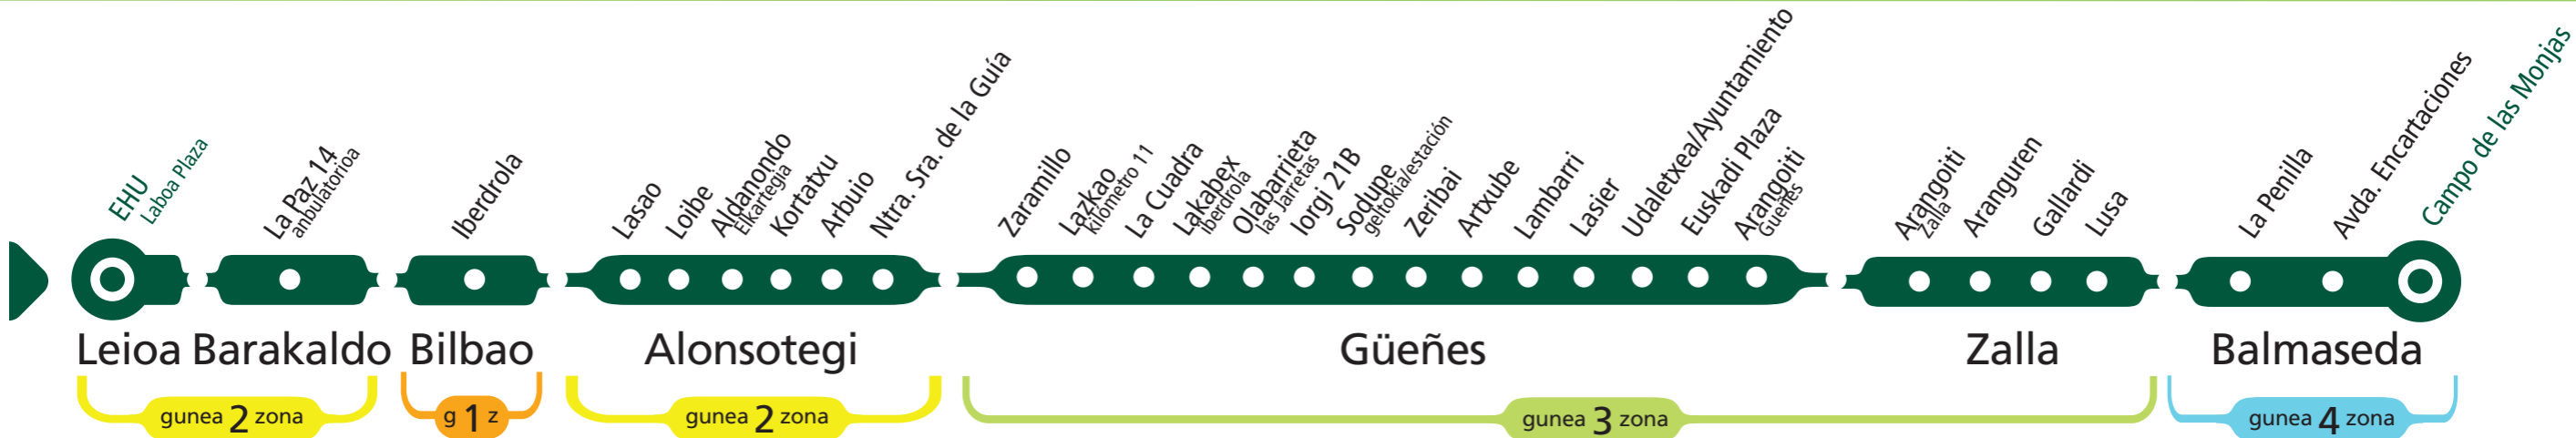 EHU
Laboa Plaza
La Paz 14
anbulatorioa
Iberdrola
Lasao
Loibe
Aldanondo
Elkartegia
Kortatxu
Arbuio
Ntra. Sra. de la Guía
Zaramillo
Lazkao
kilómetro 11
La Cuadra
Lakabex
Iberdrola
Olabarrieta
las Jarretas
Iorgi 21B
Sodupe
geltokia/estación
Zeribai
Artxube
Lambarri
Lasier
Udaletxea/Ayuntamiento
Euskadi Plaza
Arangoiti
Gueñes
Arangoiti
Zalla
Aranguren
Gallardi
Lusa
La Penilla
Avda. Encartaciones
Campo de las Monjas
Leioa Barakaldo Bilbao Alonsotegi Güeñes Zalla Balmaseda
gunea 2 zona g 1 z gunea 2 zona gunea 3 zona gunea 4 zona